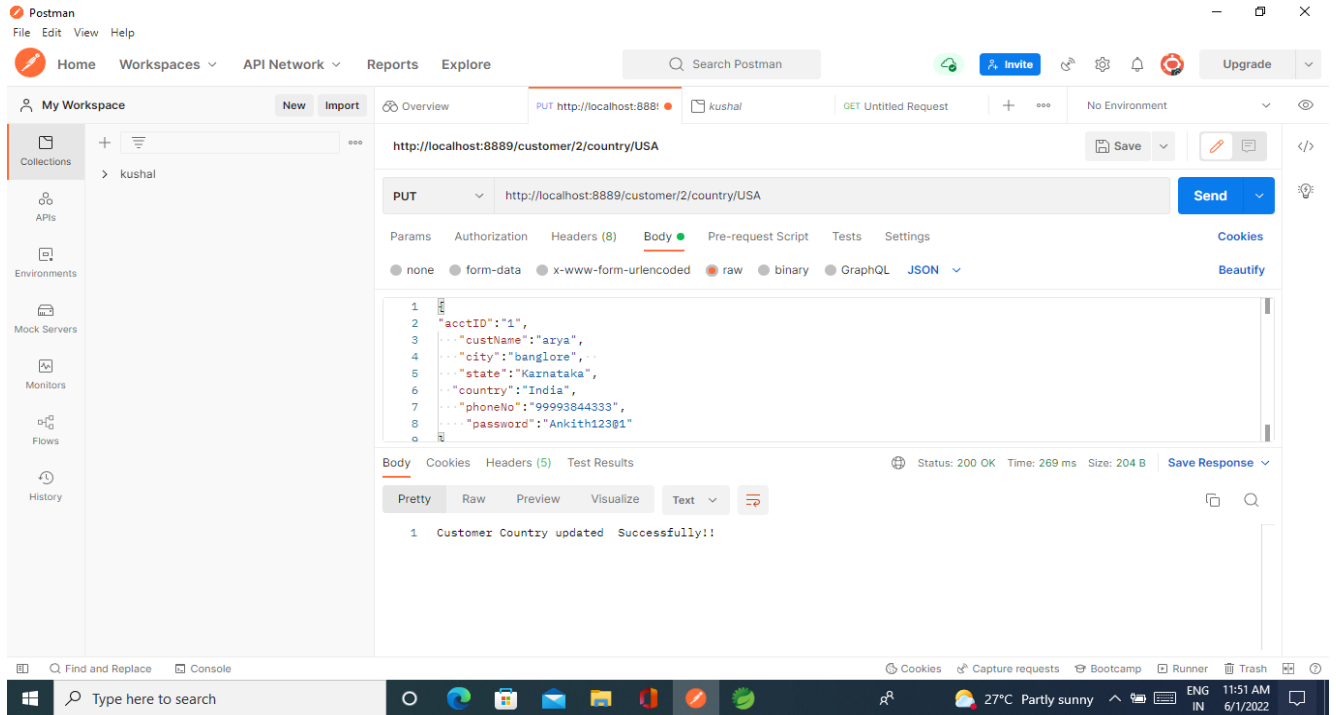 Postman
File Edit View Help
Home Workspaces API Network Reports Explore Search Postman Invite Upgrade
My Workspace New Import Overview PUT http://localhost:888! kushal GET Untitled Request No Environment
Collections
kushal
APIs
Environments
Mock Servers
Monitors
Flows
History
http://localhost:8889/customer/2/country/USA Save
PUT http://localhost:8889/customer/2/country/USA Send
Params Authorization Headers (8) Body Pre-request Script Tests Settings Cookies
none form-data x-www-form-urlencoded raw binary GraphQL JSON Beautify
1 {
2 "acctID":"1",
3 "custName":"arya",
4 "city":"banglore",
5 "state":"Karnataka",
6 "country":"India",
7 "phoneNo":"99993844333",
8 "password":"Ankith123@1"
9 }
Body Cookies Headers (5) Test Results Status: 200 OK Time: 269 ms Size: 204 B Save Response
Pretty Raw Preview Visualize Text
1 Customer Country updated  Successfully!!
Find and Replace Console Cookies Capture requests Bootcamp Runner Trash
Type here to search 27°C Partly sunny ENG IN 11:51 AM 6/1/2022